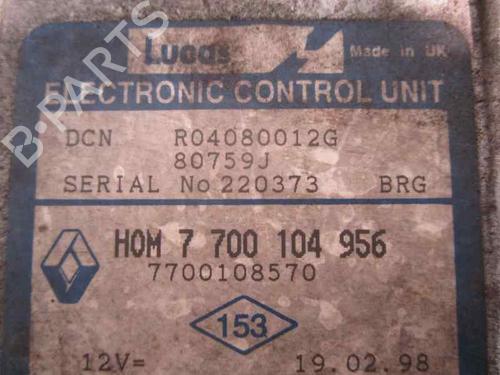 Lucas
Made in UK
ELECTRONIC CONTROL UNIT
DCN R04080012G
80759J
SERIAL No 220373 BRG
HOM 7 700 104 956
7700108570
153
12V= 19.02.98
B-PARTS